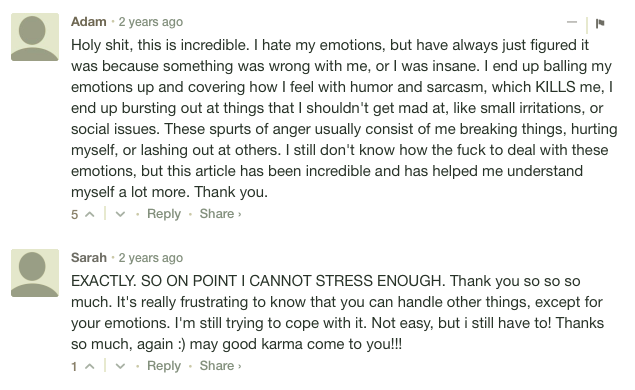 Adam · 2 years ago
Holy shit, this is incredible. I hate my emotions, but have always just figured it
was because something was wrong with me, or I was insane. I end up balling my
emotions up and covering how I feel with humor and sarcasm, which KILLS me, I
end up bursting out at things that I shouldn't get mad at, like small irritations, or
social issues. These spurts of anger usually consist of me breaking things, hurting
myself, or lashing out at others. I still don't know how the fuck to deal with these
emotions, but this article has been incredible and has helped me understand
myself a lot more. Thank you.
5 · Reply · Share ›
Sarah · 2 years ago
EXACTLY. SO ON POINT I CANNOT STRESS ENOUGH. Thank you so so so
much. It's really frustrating to know that you can handle other things, except for
your emotions. I'm still trying to cope with it. Not easy, but i still have to! Thanks
so much, again :) may good karma come to you!!!
1 · Reply · Share ›